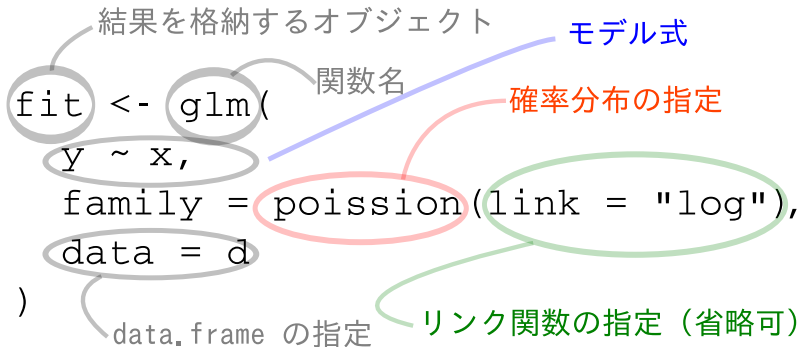 結果を格納するオブジェクト
モデル式
関数名
fit <- glm(
確率分布の指定
y ~ x,
family = poission(link = "log"),
data = d
)
data.frame の指定
リンク関数の指定（省略可）